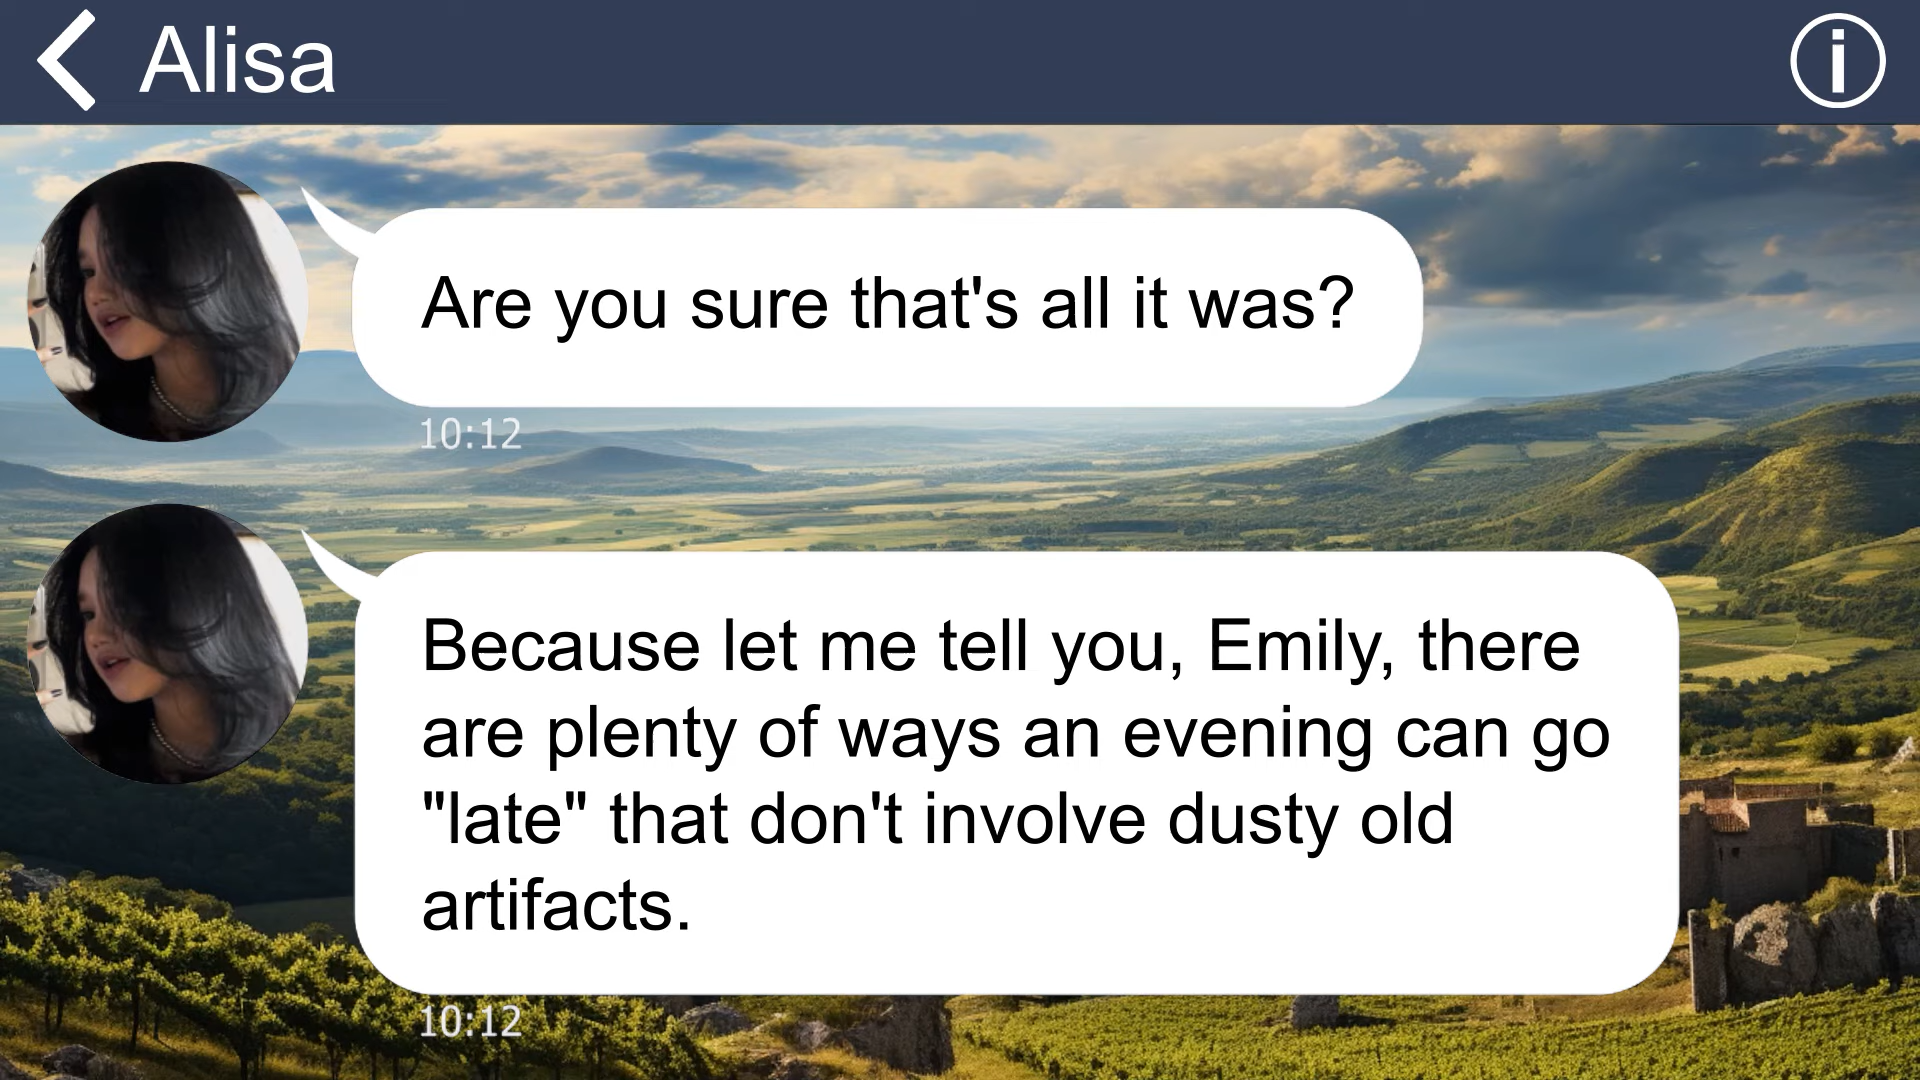 Alisa
Are you sure that's all it was?
10:12
Because let me tell you, Emily, there
are plenty of ways an evening can go
"late" that don't involve dusty old
artifacts.
10:12